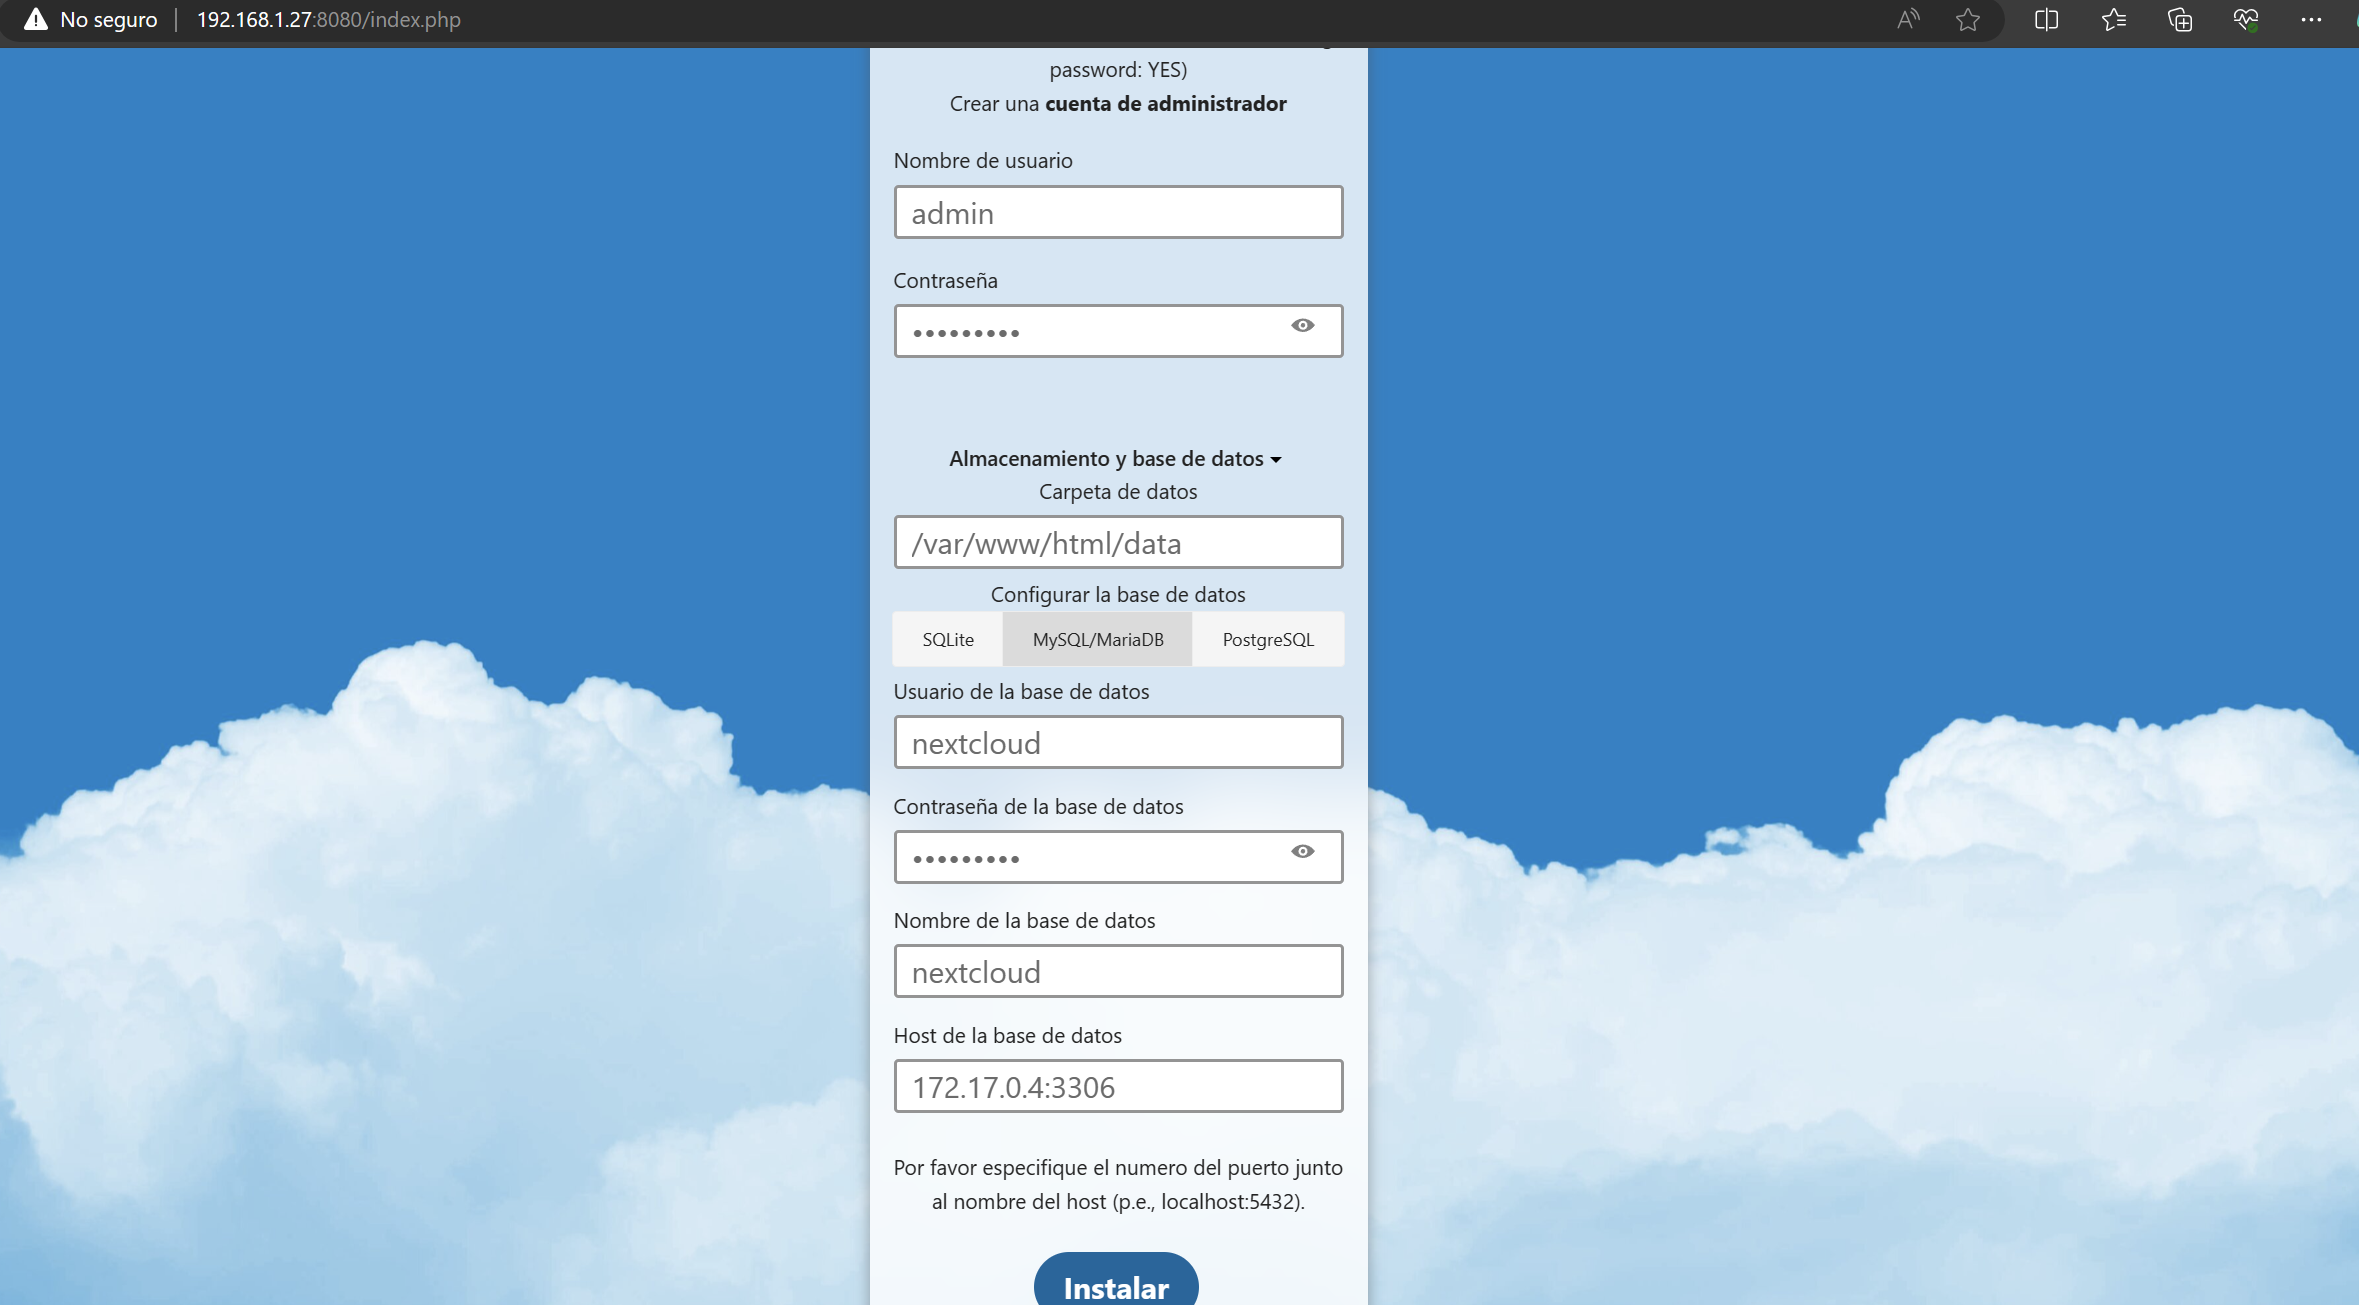 No seguro
192.168.1.27:8080/index.php
password: YES)
Crear una cuenta de administrador
Nombre de usuario
admin
Contraseña
•••••••••
Almacenamiento y base de datos
Carpeta de datos
/var/www/html/data
Configurar la base de datos
SQLite MySQL/MariaDB PostgreSQL
Usuario de la base de datos
nextcloud
Contraseña de la base de datos
•••••••••
Nombre de la base de datos
nextcloud
Host de la base de datos
172.17.0.4:3306
Por favor especifique el numero del puerto junto
al nombre del host (p.e., localhost:5432).
Instalar